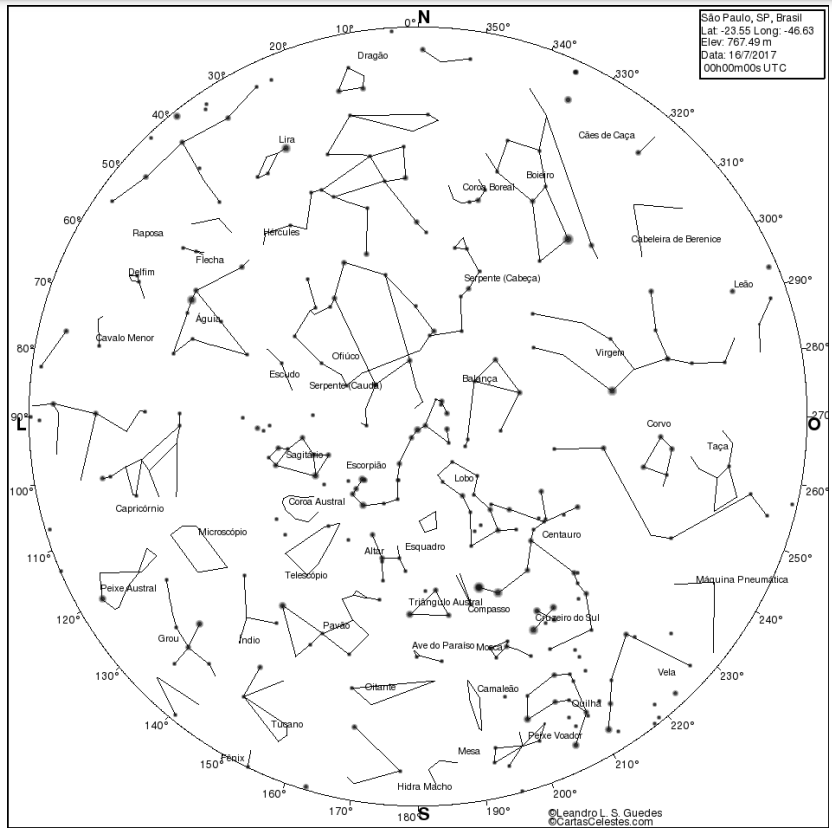 N
São Paulo, SP, Brasil
Lat: -23.55 Long: -46.63
Elev: 767.49 m
Data: 16/7/2017
00h00m00s UTC
0°
10°
350°
20°
340°
Dragão
30°
330°
40°
320°
Cães de Caça
Lira
50°
310°
Boieiro
Coroa Boreal
60°
300°
Raposa
Hércules
Cabeleira de Berenice
Flecha
Delfim
Serpente (Cabeça)
70°
290°
Leão
Águia
Cavalo Menor
80°
280°
Ofiúco
Virgem
Escudo
Serpente (Cauda)
Balança
90°
270
L
O
Corvo
Taça
Sagitário
Escorpião
Lobo
100°
260°
Capricórnio
Coroa Austral
Microscópio
Centauro
Esquadro
Altar
110°
250°
Telescópio
Máquina Pneumática
Peixe Austral
Triângulo Austral
Compasso
120°
240°
Cruzeiro do Sul
Pavão
Grou
Índio
Ave do Paraíso
Mosca
130°
230°
Vela
Oitante
Camaleão
Quilha
140°
220°
Tucano
Peixe Voador
Mesa
Fênix
150°
210°
Hidra Macho
160°
200°
170°
190°
180°
S
©Leandro L. S. Guedes
©CartasCelestes.com